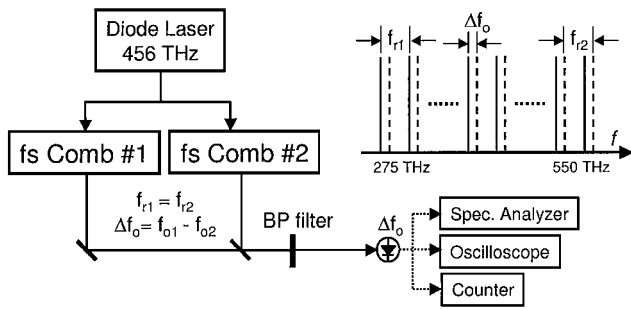 Diode Laser
456 THz
fs Comb #1
fs Comb #2
f_r1 = f_r2
Δf_o= f_o1 - f_o2
BP filter
Δf_o
Spec. Analyzer
Oscilloscope
Counter
f_r1
Δf_o
f_r2
f
275 THz
550 THz